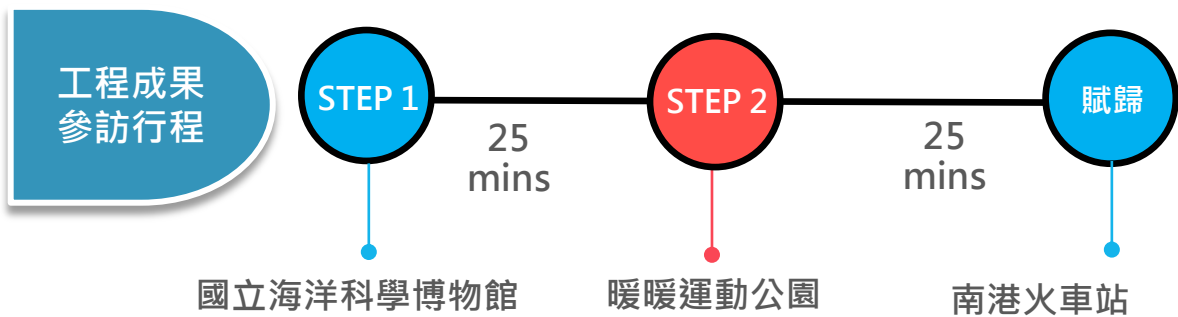 工程成果
參訪行程
STEP 1
25
mins
STEP 2
25
mins
賦歸
國立海洋科學博物館
暖暖運動公園
南港火車站